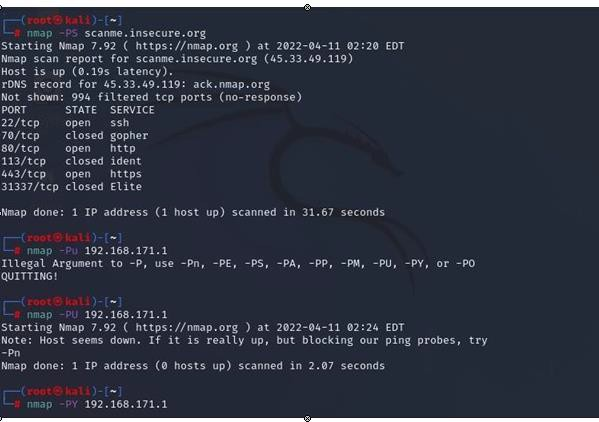 ┌──(root㉿kali)-[~]
└─# nmap -PS scanme.insecure.org
Starting Nmap 7.92 ( https://nmap.org ) at 2022-04-11 02:20 EDT
Nmap scan report for scanme.insecure.org (45.33.49.119)
Host is up (0.19s latency).
rDNS record for 45.33.49.119: ack.nmap.org
Not shown: 994 filtered tcp ports (no-response)
PORT      STATE  SERVICE
22/tcp    open   ssh
70/tcp    closed gopher
80/tcp    open   http
113/tcp   closed ident
443/tcp   open   https
31337/tcp closed Elite
Nmap done: 1 IP address (1 host up) scanned in 31.67 seconds
┌──(root㉿kali)-[~]
└─# nmap -Pu 192.168.171.1
Illegal Argument to -P, use -Pn, -PE, -PS, -PA, -PP, -PM, -PU, -PY, or -PO
QUITTING!
┌──(root㉿kali)-[~]
└─# nmap -PU 192.168.171.1
Starting Nmap 7.92 ( https://nmap.org ) at 2022-04-11 02:24 EDT
Note: Host seems down. If it is really up, but blocking our ping probes, try
-Pn
Nmap done: 1 IP address (0 hosts up) scanned in 2.07 seconds
┌──(root㉿kali)-[~]
└─# nmap -PY 192.168.171.1